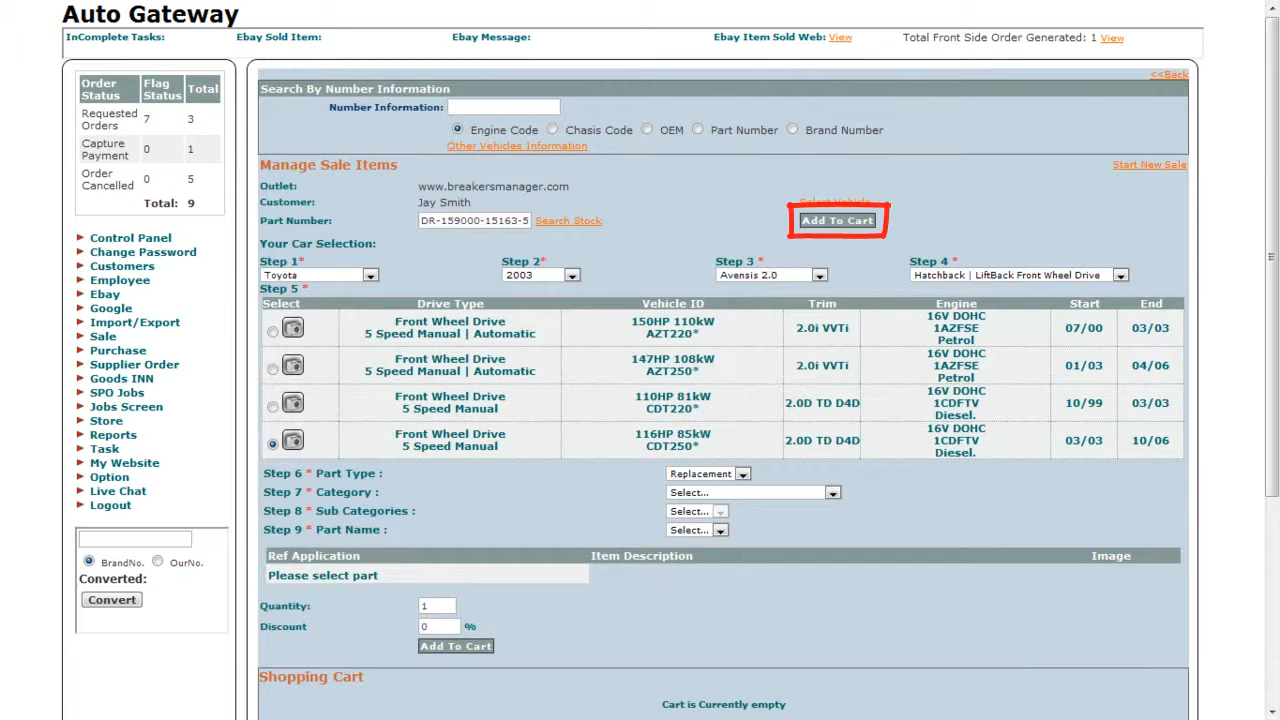 Auto Gateway
InComplete Tasks: Ebay Sold Item: Ebay Message: Ebay Item Sold Web: View Total Front Side Order Generated: 1 View
Order Status Flag Status Total
Requested Orders 7 3
Capture Payment 0 1
Order Cancelled 0 5
Total: 9
Control Panel
Change Password
Customers
Employee
Ebay
Google
Import/Export
Sale
Purchase
Supplier Order
Goods INN
SPO Jobs
Jobs Screen
Store
Reports
Task
My Website
Option
Live Chat
Logout
BrandNo. OurNo.
Converted:
Convert
<<Back
Search By Number Information
Number Information:
Engine Code Chasis Code OEM Part Number Brand Number
Other Vehicles Information
Manage Sale Items Start New Sale
Outlet: www.breakersmanager.com
Customer: Jay Smith Select Vehicle
Part Number: DR-159000-15163-5 Search Stock Add To Cart
Your Car Selection:
Step 1* Step 2* Step 3 * Step 4 *
Toyota 2003 Avensis 2.0 Hatchback | LiftBack Front Wheel Drive
Step 5 *
Select Drive Type Vehicle ID Trim Engine Start End
Front Wheel Drive 150HP 110kW 16V DOHC
5 Speed Manual | Automatic AZT220* 2.0i VVTi 1AZFSE 07/00 03/03
Petrol
Front Wheel Drive 147HP 108kW 16V DOHC
5 Speed Manual | Automatic AZT250* 2.0i VVTi 1AZFSE 01/03 04/06
Petrol
Front Wheel Drive 110HP 81kW 16V DOHC
5 Speed Manual CDT220* 2.0D TD D4D 1CDFTV 10/99 03/03
Diesel.
Front Wheel Drive 116HP 85kW 16V DOHC
5 Speed Manual CDT250* 2.0D TD D4D 1CDFTV 03/03 10/06
Diesel.
Step 6 * Part Type : Replacement
Step 7 * Category : Select...
Step 8 * Sub Categories : Select...
Step 9 * Part Name : Select...
Ref Application Item Description Image
Please select part
Quantity: 1
Discount 0 %
Add To Cart
Shopping Cart
Cart is Currently empty